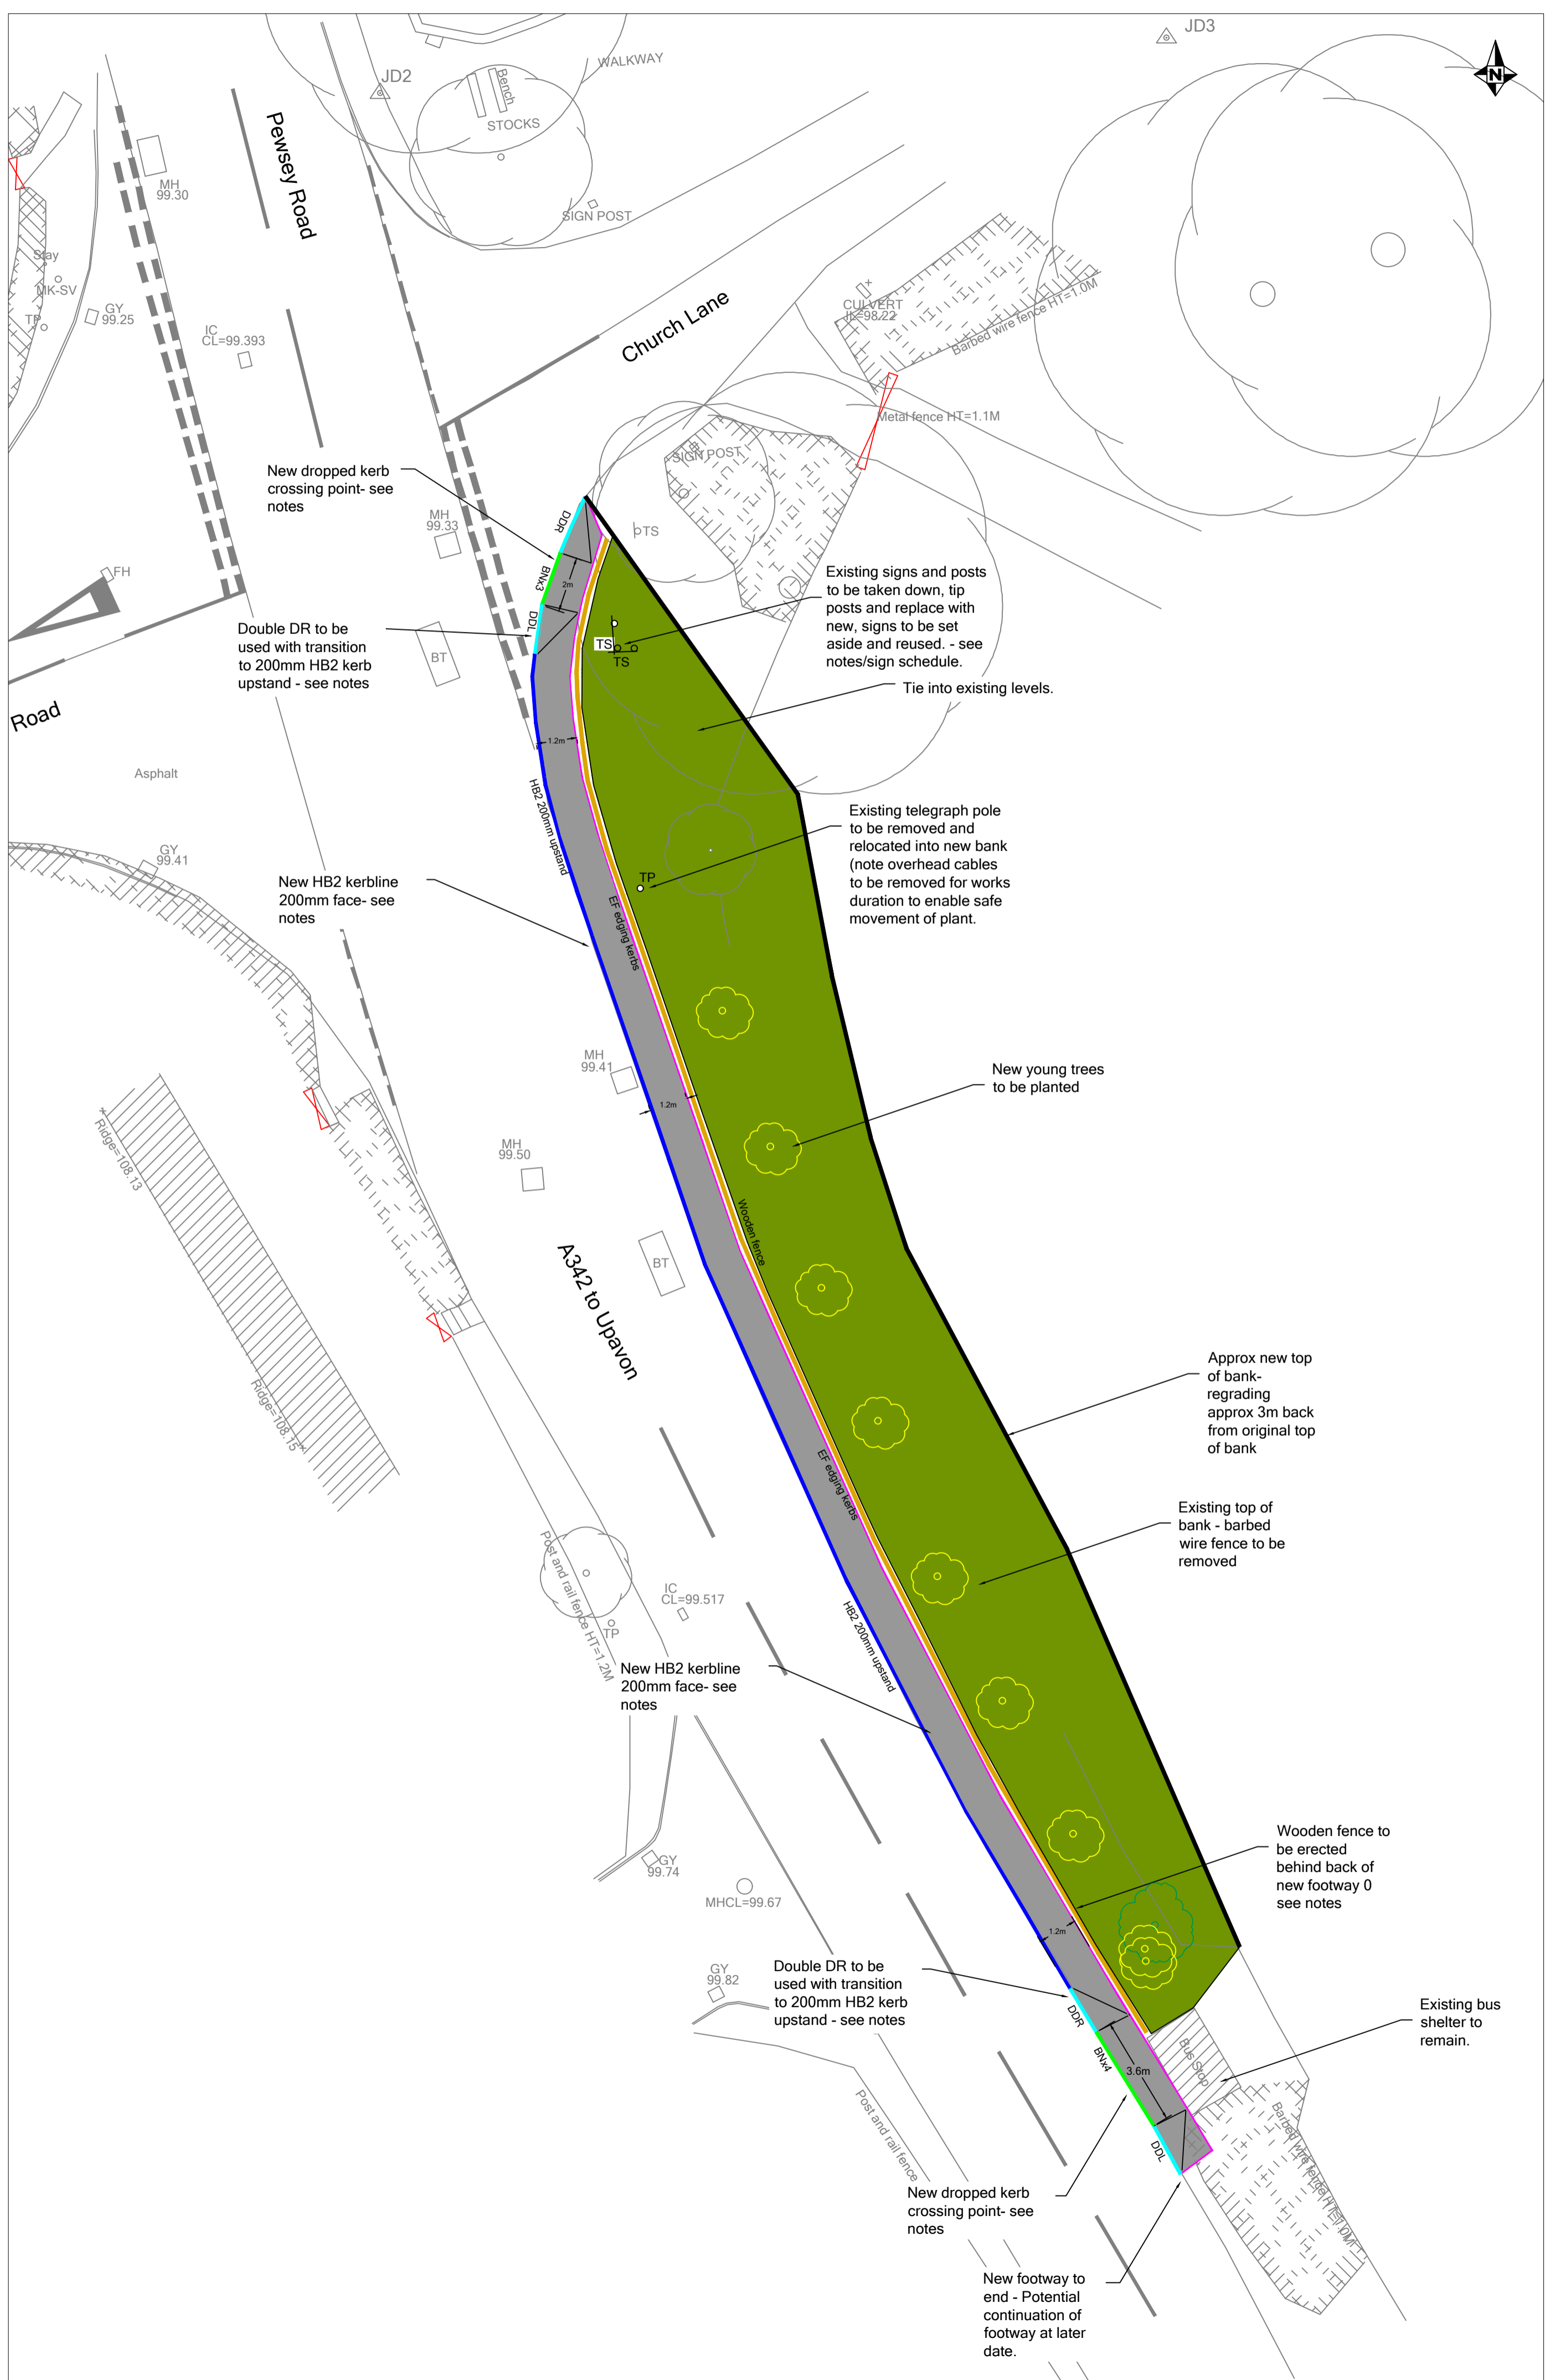 JD3
N
JD2
WALKWAY
Bench
STOCKS
Pewsey Road
MH
99.30
SIGN POST
Stay
MK-SV
TP
GY
99.25
IC
CL=99.393
Church Lane
CULVERT
IL=98.22
Barbed wire fence HT=1.0M
Metal fence HT=1.1M
SIGN POST
New dropped kerb
crossing point- see
notes
MH
99.33
DDR
TS
BNx3
2m
DDL
FH
Existing signs and posts
to be taken down, tip
posts and replace with
new, signs to be set
aside and reused. - see
notes/sign schedule.
Double DR to be
used with transition
to 200mm HB2 kerb
upstand - see notes
BT
TS
TS
Tie into existing levels.
Road
1.2m
Asphalt
HB2 200mm upstand
Existing telegraph pole
to be removed and
relocated into new bank
(note overhead cables
to be removed for works
duration to enable safe
movement of plant.
GY
99.41
TP
New HB2 kerbline
200mm face- see
notes
EF edging kerbs
MH
99.41
New young trees
to be planted
1.2m
Ridge=108.13
MH
99.50
Wooden fence
BT
A342 to Upavon
Approx new top
of bank-
regrading
approx 3m back
from original top
of bank
Ridge=108.15
EF edging kerbs
Existing top of
bank - barbed
wire fence to be
removed
Post and rail fence HT=1.2M
IC
CL=99.517
TP
HB2 200mm upstand
New HB2 kerbline
200mm face- see
notes
Wooden fence to
be erected
behind back of
new footway 0
see notes
GY
99.74
MHCL=99.67
1.2m
GY
99.82
Double DR to be
used with transition
to 200mm HB2 kerb
upstand - see notes
DDR
Existing bus
shelter to
remain.
BNx4
3.6m
Bus Stop
Post and rail fence
DDL
Barbed wire fence HT=1.0M
New dropped kerb
crossing point- see
notes
New footway to
end - Potential
continuation of
footway at later
date.